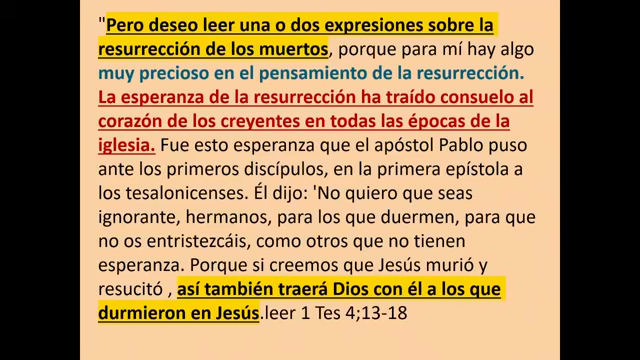 "Pero deseo leer una o dos expresiones sobre la
resurrección de los muertos, porque para mí hay algo
muy precioso en el pensamiento de la resurrección.
La esperanza de la resurrección ha traído consuelo al
corazón de los creyentes en todas las épocas de la
iglesia. Fue esto esperanza que el apóstol Pablo puso
ante los primeros discípulos, en la primera epístola a
los tesalonicenses. Él dijo: 'No quiero que seas
ignorante, hermanos, para los que duermen, para que
no os entristezcáis, como otros que no tienen
esperanza. Porque si creemos que Jesús murió y
resucitó , así también traerá Dios con él a los que
durmieron en Jesús.leer 1 Tes 4;13-18